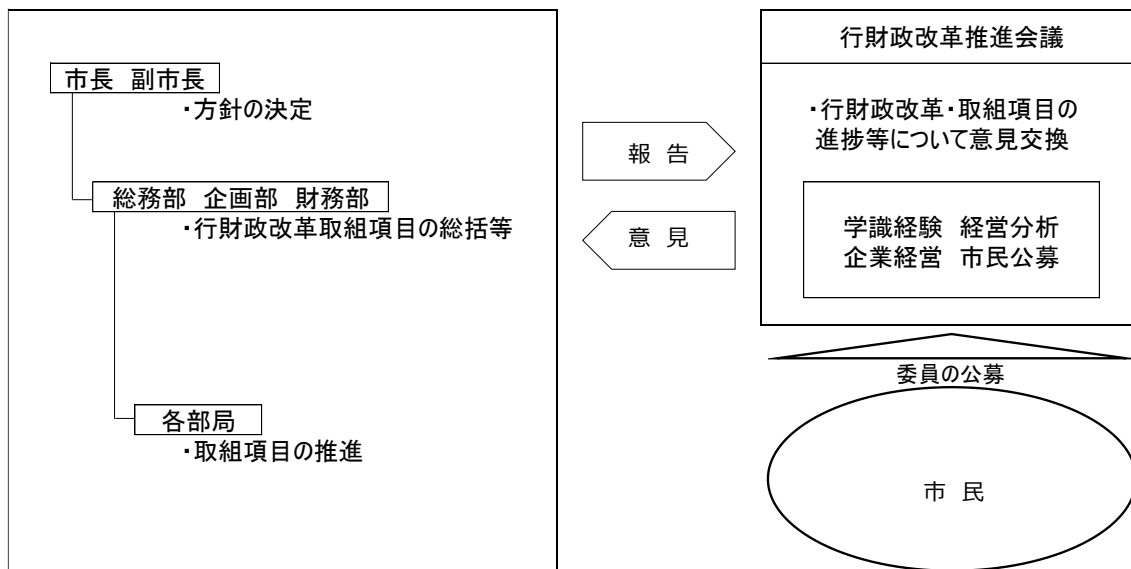 市長 副市長
・方針の決定
総務部 企画部 財務部
・行財政改革取組項目の総括等
各部局
・取組項目の推進
報 告
意 見
行財政改革推進会議
・行財政改革・取組項目の
進捗等について意見交換
学識経験 経営分析
企業経営 市民公募
委員の公募
市 民